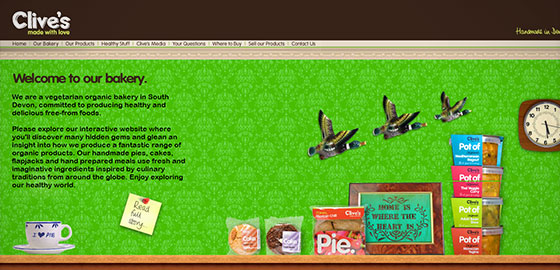 Clive's
made with love
Handmade in
Home | Our Bakery | Our Products | Healthy Stuff | Clive's Media | Your Questions | Where to Buy | Sell our Products | Contact Us
Welcome to our bakery.
We are a vegetarian organic bakery in South
Devon, committed to producing healthy and
delicious free-from foods.
Please explore our interactive website where
you'll discover many hidden gems and glean an
insight into how we produce a fantastic range of
organic products. Our handmade pies, cakes,
flapjacks and hand prepared meals use fresh and
imaginative ingredients inspired by culinary
traditions from around the globe. Enjoy exploring
our healthy world.
Read
full
story
I ♥ PIE
Clive's
Pie.
HOME
IS WHERE
THE HEART
IS
Clive's
Pot of
Pot of
Pot of
Pot of